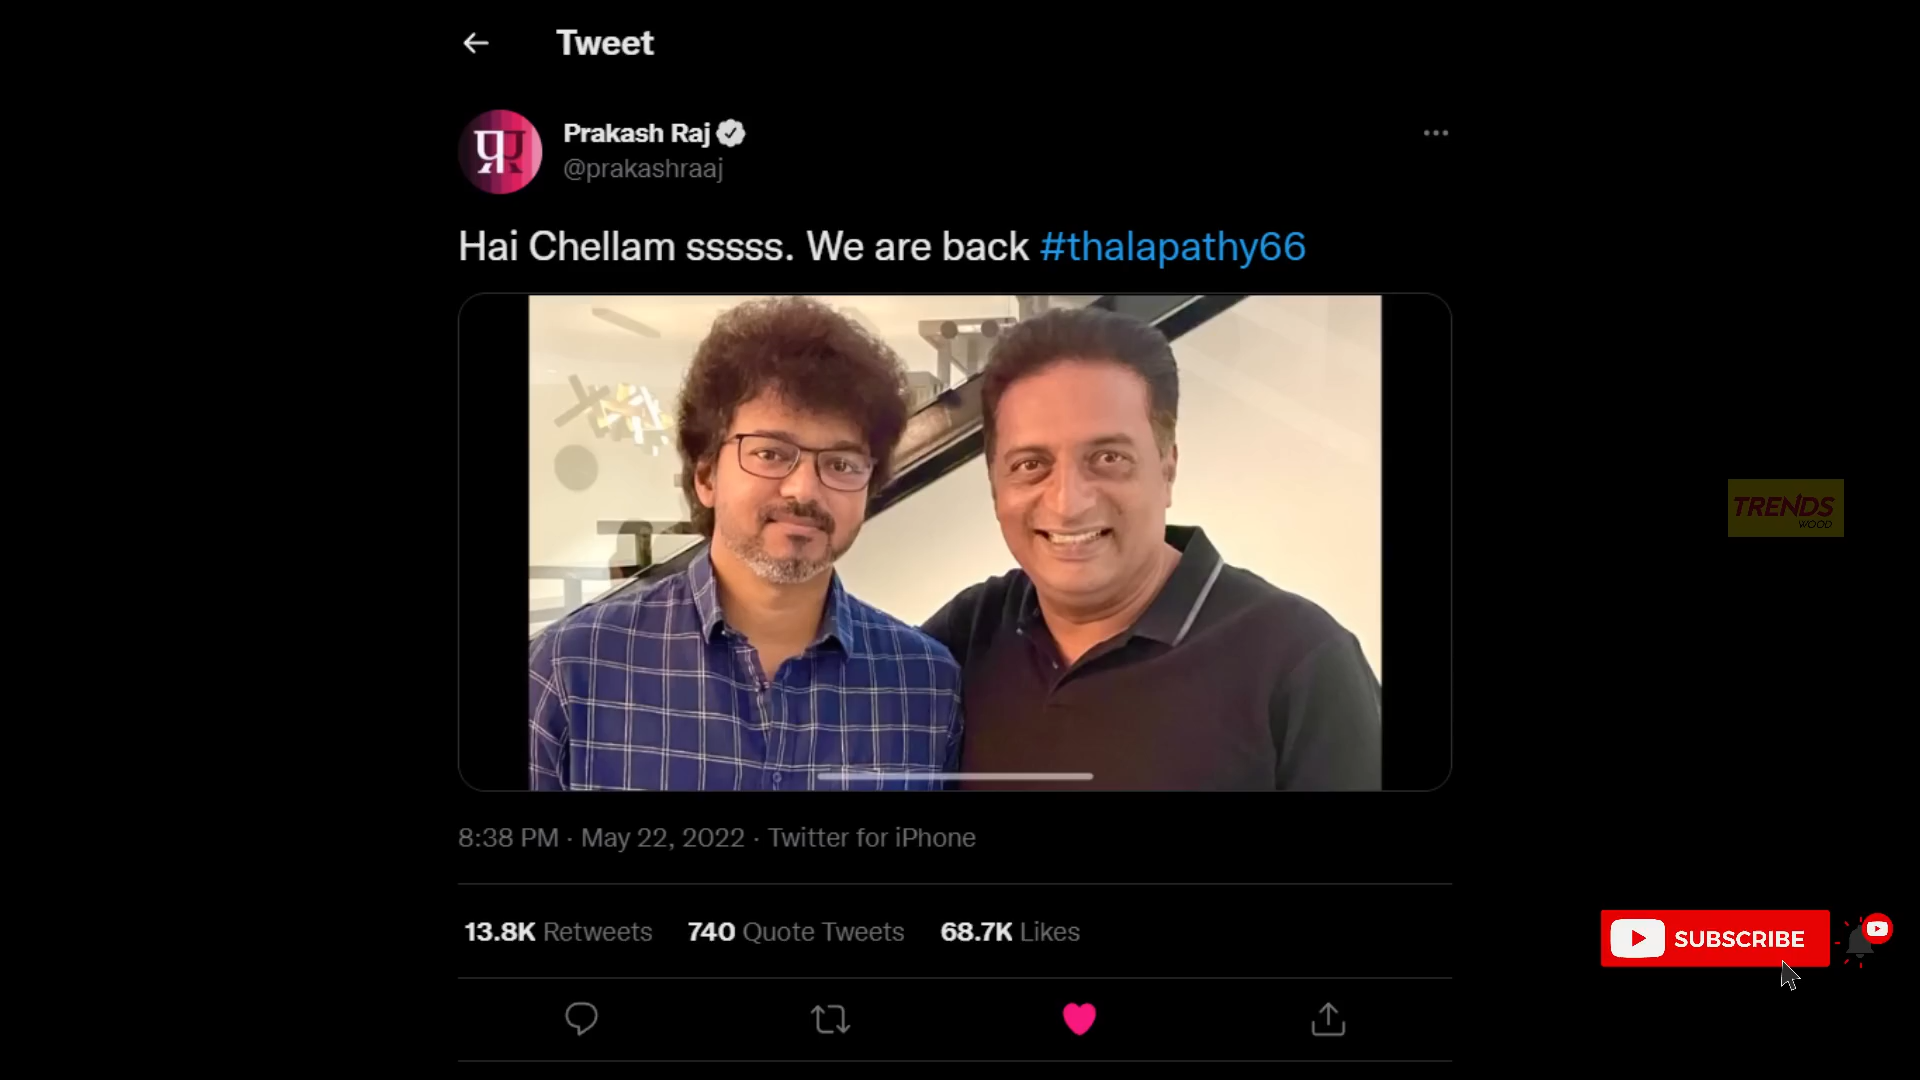 Tweet
Prakash Raj
@prakashraaj
Hai Chellam sssss. We are back #thalapathy66
TRENDS
WOOD
8:38 PM · May 22, 2022 · Twitter for iPhone
13.8K Retweets 740 Quote Tweets 68.7K Likes
SUBSCRIBE